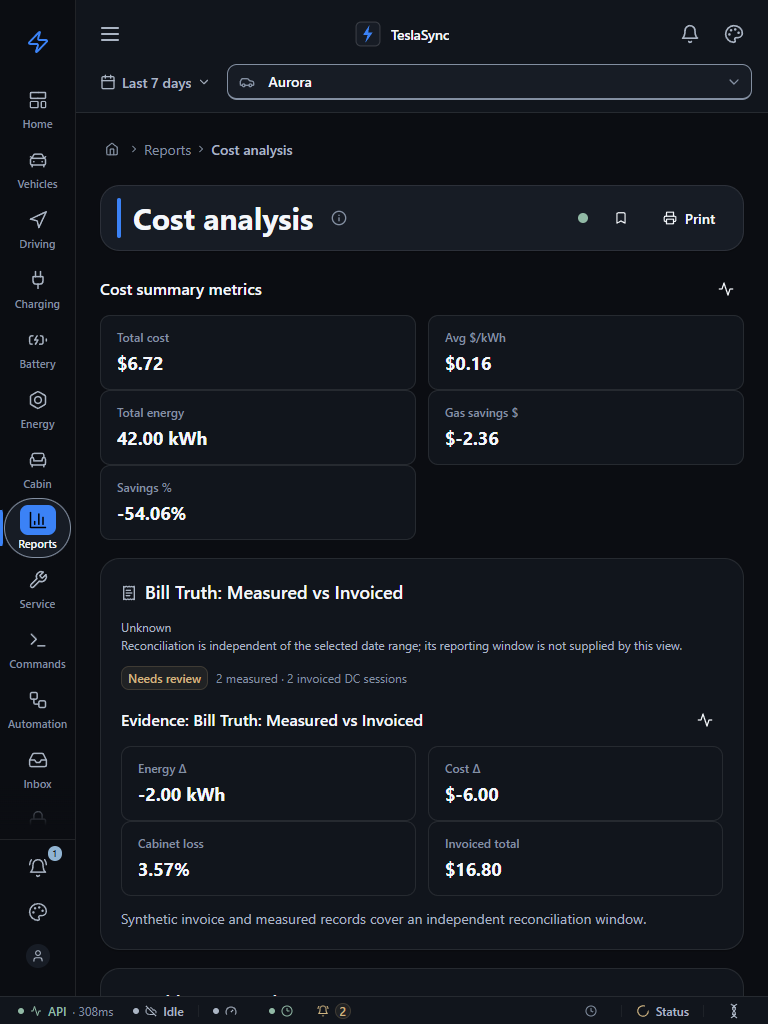 TeslaSync
Last 7 days
Aurora
Home
Vehicles
Driving
Charging
Battery
Energy
Cabin
Reports
Service
Commands
Automation
Inbox
1
Reports
Cost analysis
Cost analysis
Print
Cost summary metrics
Total cost
$6.72
Avg $/kWh
$0.16
Total energy
42.00 kWh
Gas savings $
$-2.36
Savings %
-54.06%
Bill Truth: Measured vs Invoiced
Unknown
Reconciliation is independent of the selected date range; its reporting window is not supplied by this view.
Needs review 2 measured · 2 invoiced DC sessions
Evidence: Bill Truth: Measured vs Invoiced
Energy Δ
-2.00 kWh
Cost Δ
$-6.00
Cabinet loss
3.57%
Invoiced total
$16.80
Synthetic invoice and measured records cover an independent reconciliation window.
API · 308ms
Idle
2
Status